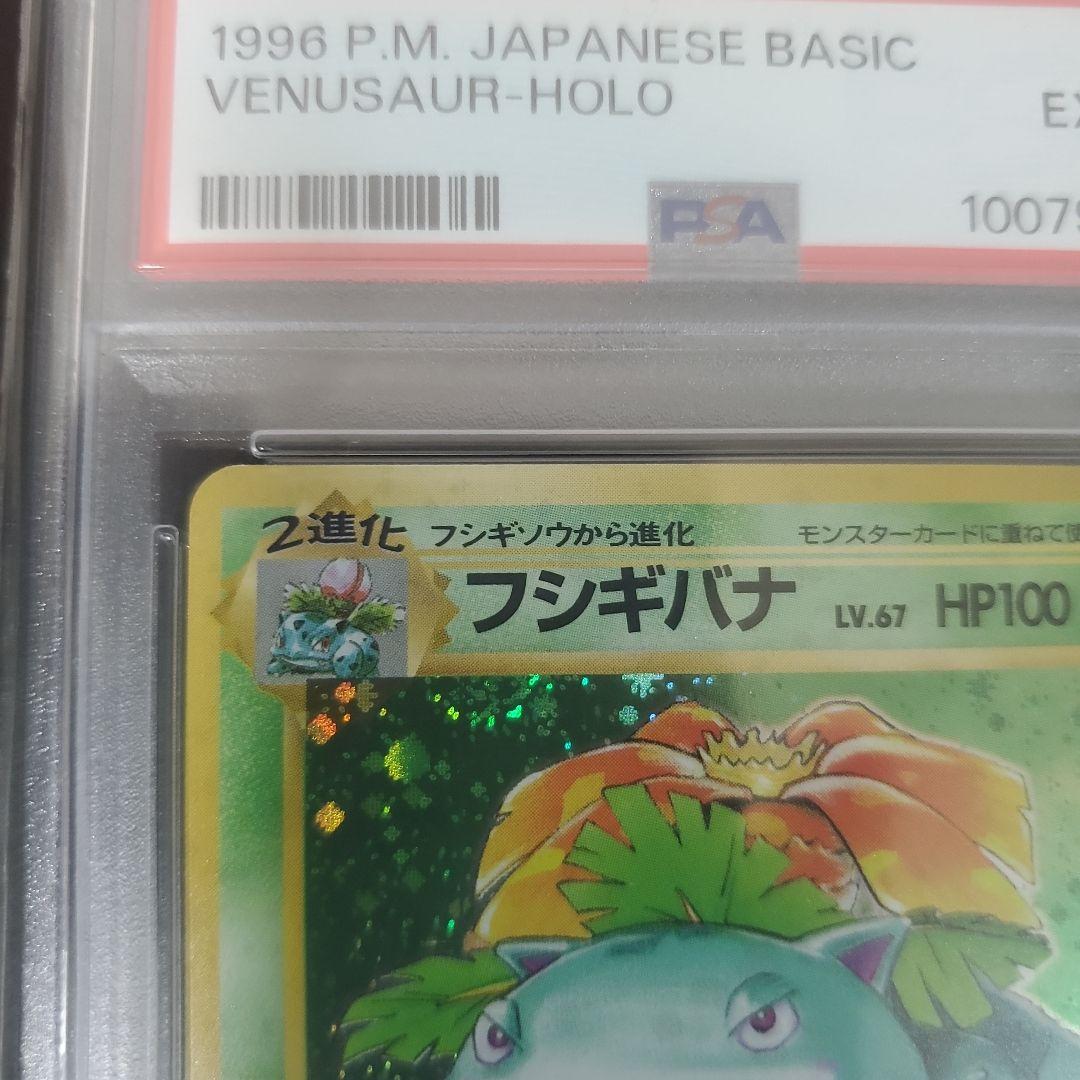 1996 P.M. JAPANESE BASIC
VENUSAUR-HOLO
EX
PSA
1007
2進化 フシギソウから進化 モンスターカードに重ねて使
フシギバナ LV.67 HP100